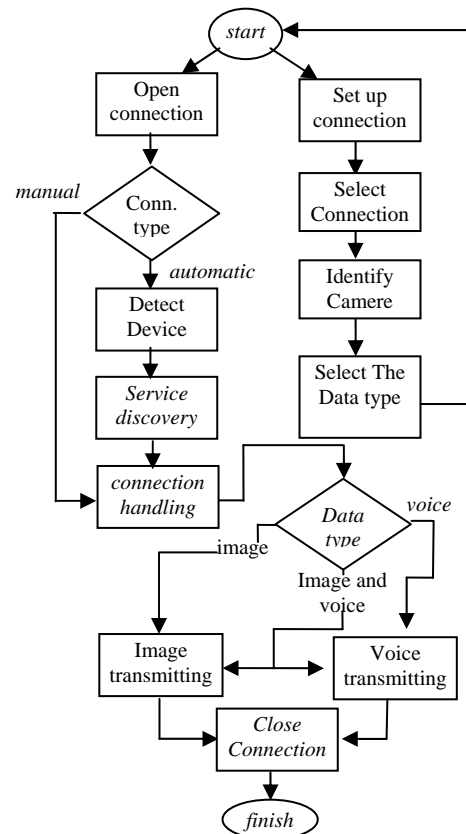 start
Open
connection
Set up
connection
manual
Conn.
type
Select
Connection
automatic
Detect
Device
Identify
Camere
Service
discovery
Select The
Data type
connection
handling
Data
type
voice
image
Image and
voice
Image
transmitting
Voice
transmitting
Close
Connection
finish